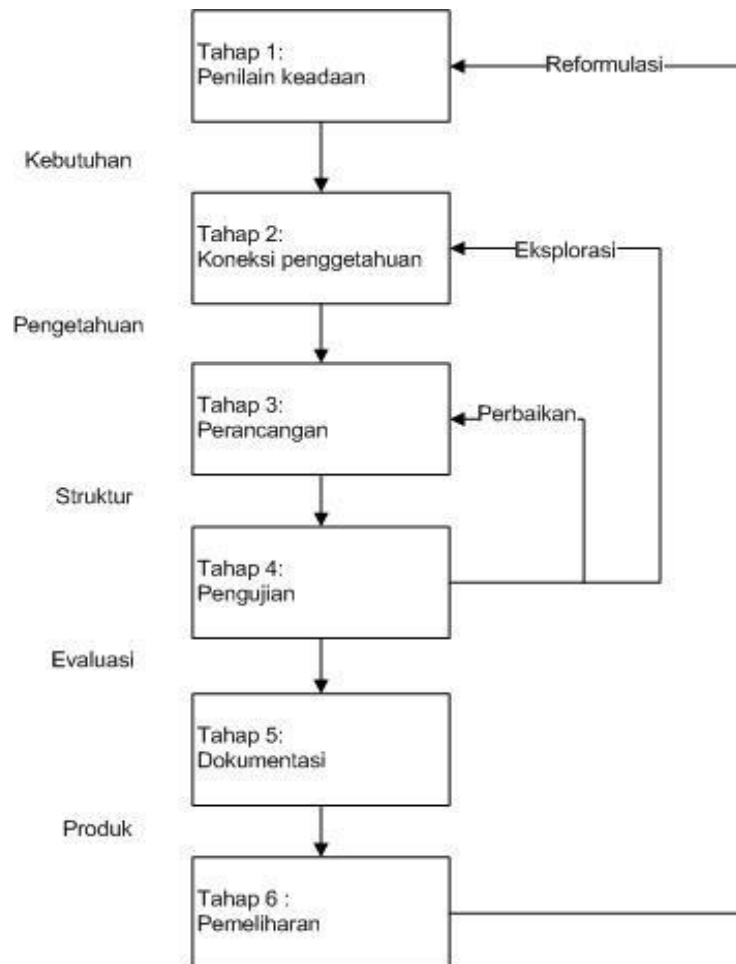 Tahap 1:
Penilain keadaan
Reformulasi
Kebutuhan
Tahap 2:
Koneksi penggetahuan
Eksplorasi
Pengetahuan
Tahap 3:
Perancangan
Perbaikan
Struktur
Tahap 4:
Pengujian
Evaluasi
Tahap 5:
Dokumentasi
Produk
Tahap 6 :
Pemeliharan